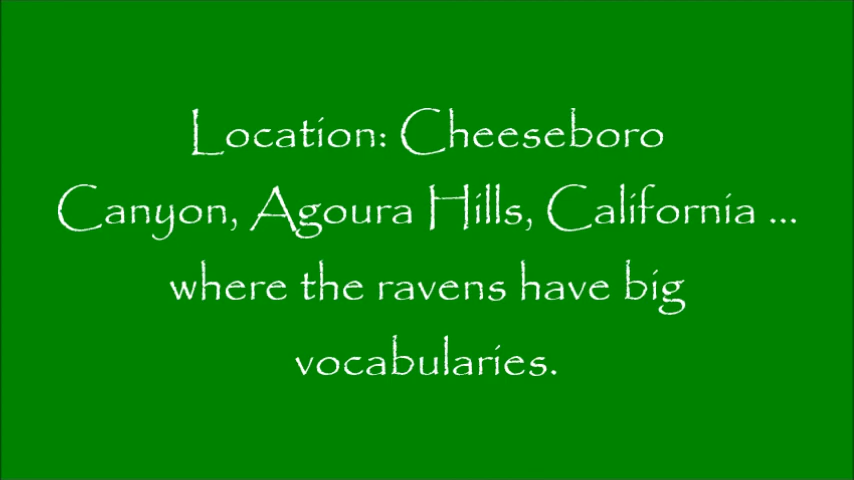 Location: Cheeseboro
Canyon, Agoura Hills, California ...
where the ravens have big
vocabularies.